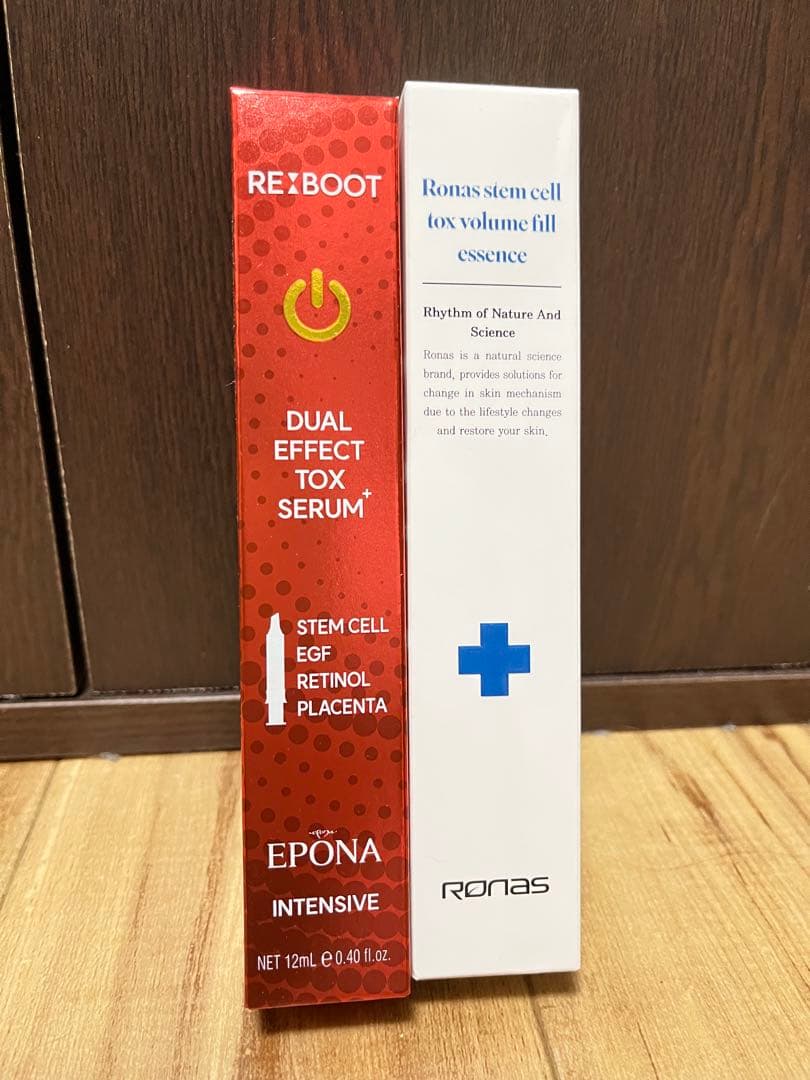 RE:BOOT
DUAL
EFFECT
TOX
SERUM+
STEM CELL
EGF
RETINOL
PLACENTA
EPONA
INTENSIVE
NET 12mL ℮ 0.40 fl.oz.
Ronas stem cell
tox volume fill
essence
Rhythm of Nature And
Science
Ronas is a natural science
brand, provides solutions for
change in skin mechanism
due to the lifestyle changes
and restore your skin.
RONAS